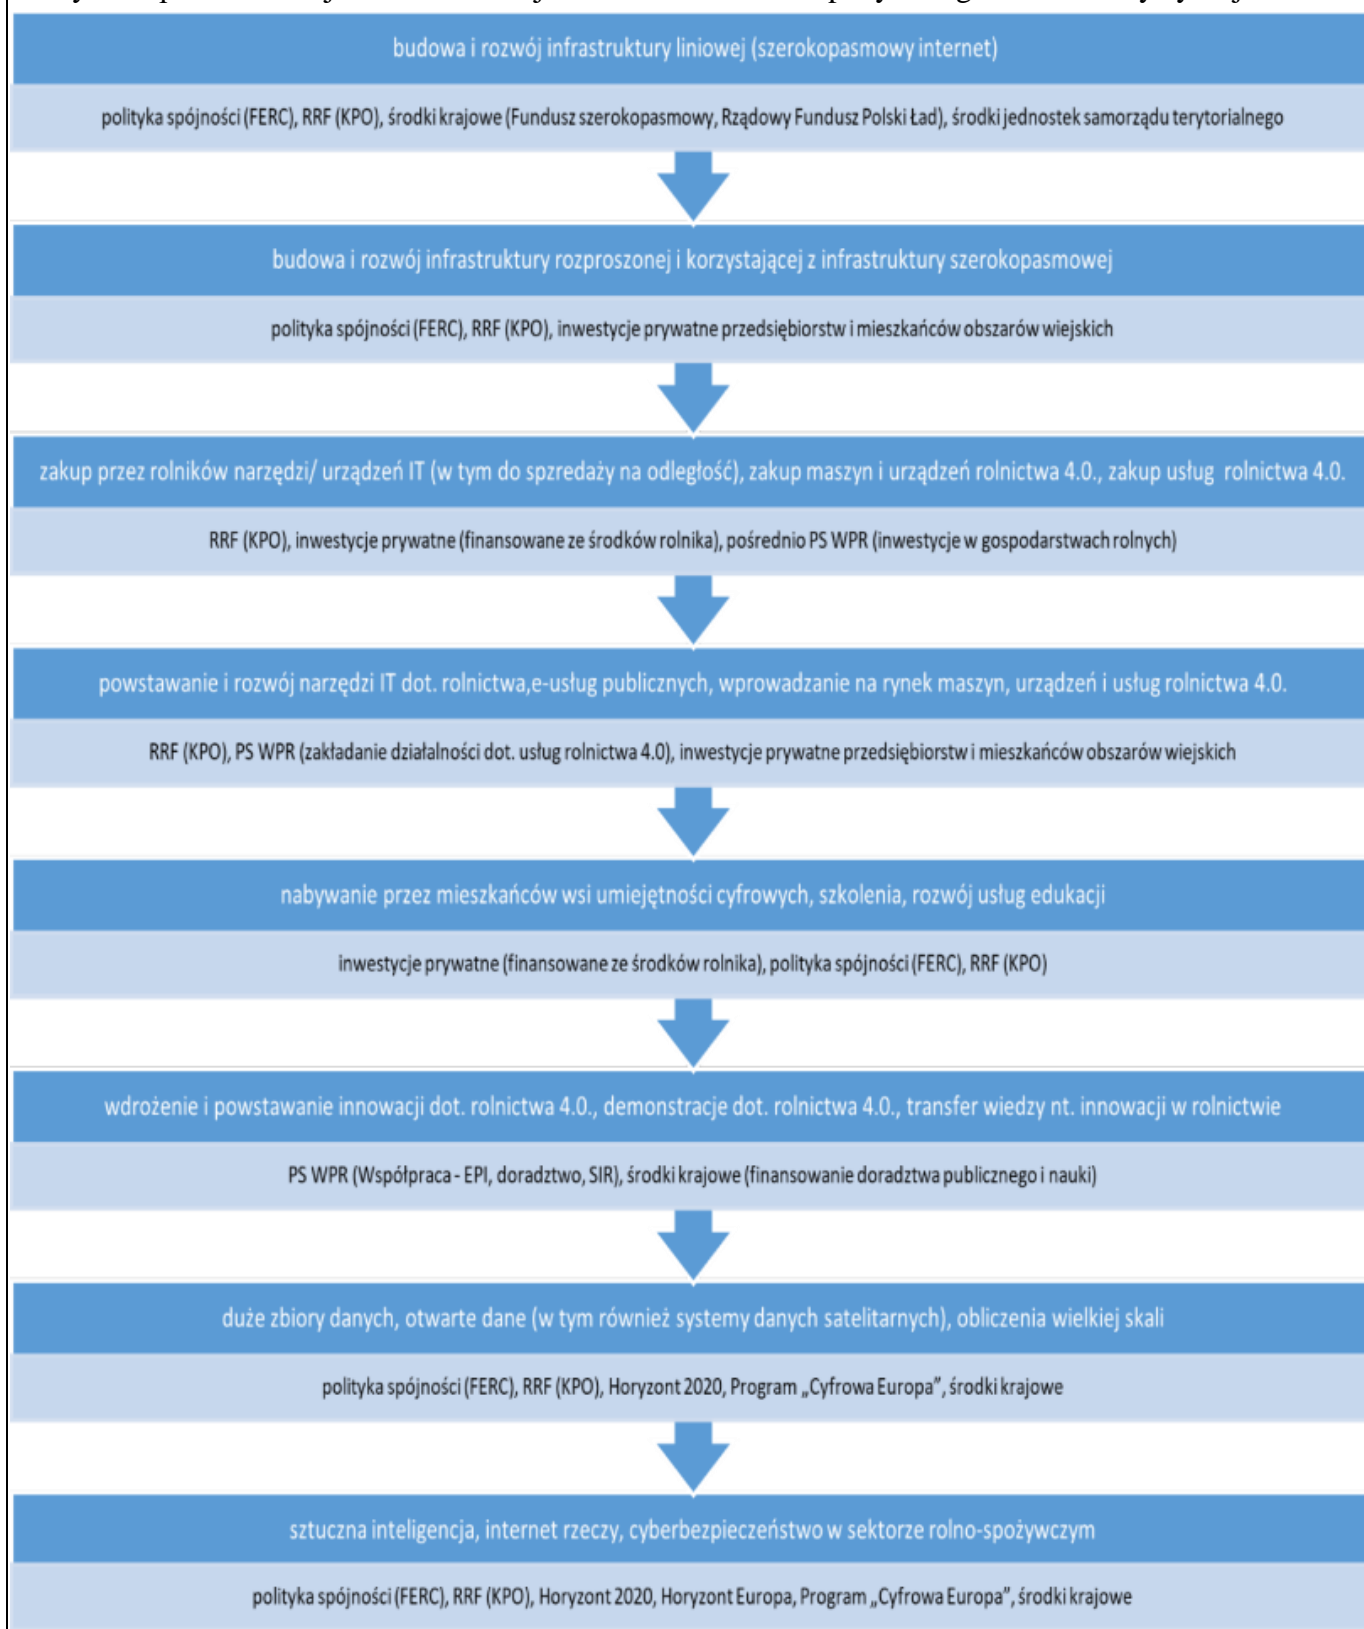 budowa i rozwój infrastruktury liniowej (szerokopasmowy internet)
polityka spójności (FERC), RRF (KPO), środki krajowe (Fundusz szerokopasmowy, Rządowy Fundusz Polski Ład), środki jednostek samorządu terytorialnego
budowa i rozwój infrastruktury rozproszonej i korzystającej z infrastruktury szerokopasmowej
polityka spójności (FERC), RRF (KPO), inwestycje prywatne przedsiębiorstw i mieszkańców obszarów wiejskich
zakup przez rolników narzędzi/ urządzeń IT (w tym do spzredaży na odległość), zakup maszyn i urządzeń rolnictwa 4.0., zakup usług rolnictwa 4.0.
RRF (KPO), inwestycje prywatne (finansowane ze środków rolnika), pośrednio PS WPR (inwestycje w gospodarstwach rolnych)
powstawanie i rozwój narzędzi IT dot. rolnictwa,e-usług publicznych, wprowadzanie na rynek maszyn, urządzeń i usług rolnictwa 4.0.
RRF (KPO), PS WPR (zakładanie działalności dot. usług rolnictwa 4.0), inwestycje prywatne przedsiębiorstw i mieszkańców obszarów wiejskich
nabywanie przez mieszkańców wsi umiejętności cyfrowych, szkolenia, rozwój usług edukacji
inwestycje prywatne (finansowane ze środków rolnika), polityka spójności (FERC), RRF (KPO)
wdrożenie i powstawanie innowacji dot. rolnictwa 4.0., demonstracje dot. rolnictwa 4.0., transfer wiedzy nt. innowacji w rolnictwie
PS WPR (Współpraca - EPI, doradztwo, SIR), środki krajowe (finansowanie doradztwa publicznego i nauki)
duże zbiory danych, otwarte dane (w tym również systemy danych satelitarnych), obliczenia wielkiej skali
polityka spójności (FERC), RRF (KPO), Horyzont 2020, Program „Cyfrowa Europa”, środki krajowe
sztuczna inteligencja, internet rzeczy, cyberbezpieczeństwo w sektorze rolno-spożywczym
polityka spójności (FERC), RRF (KPO), Horyzont 2020, Horyzont Europa, Program „Cyfrowa Europa”, środki krajowe